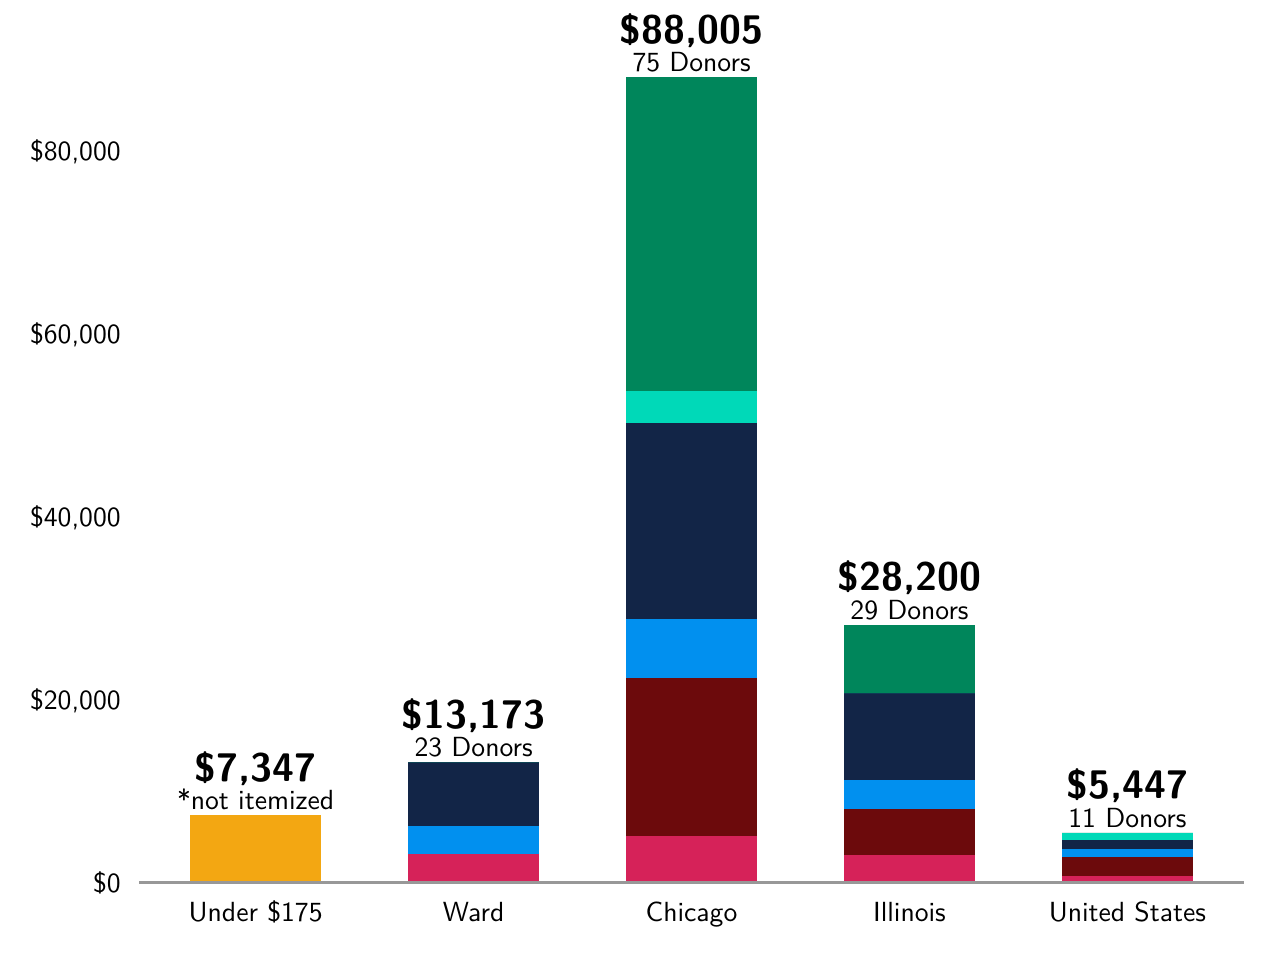 $88,005
75 Donors
$80,000
$60,000
$40,000
$28,200
29 Donors
$20,000
$13,173
23 Donors
$7,347
*not itemized
$5,447
11 Donors
$0
Under $175
Ward
Chicago
Illinois
United States